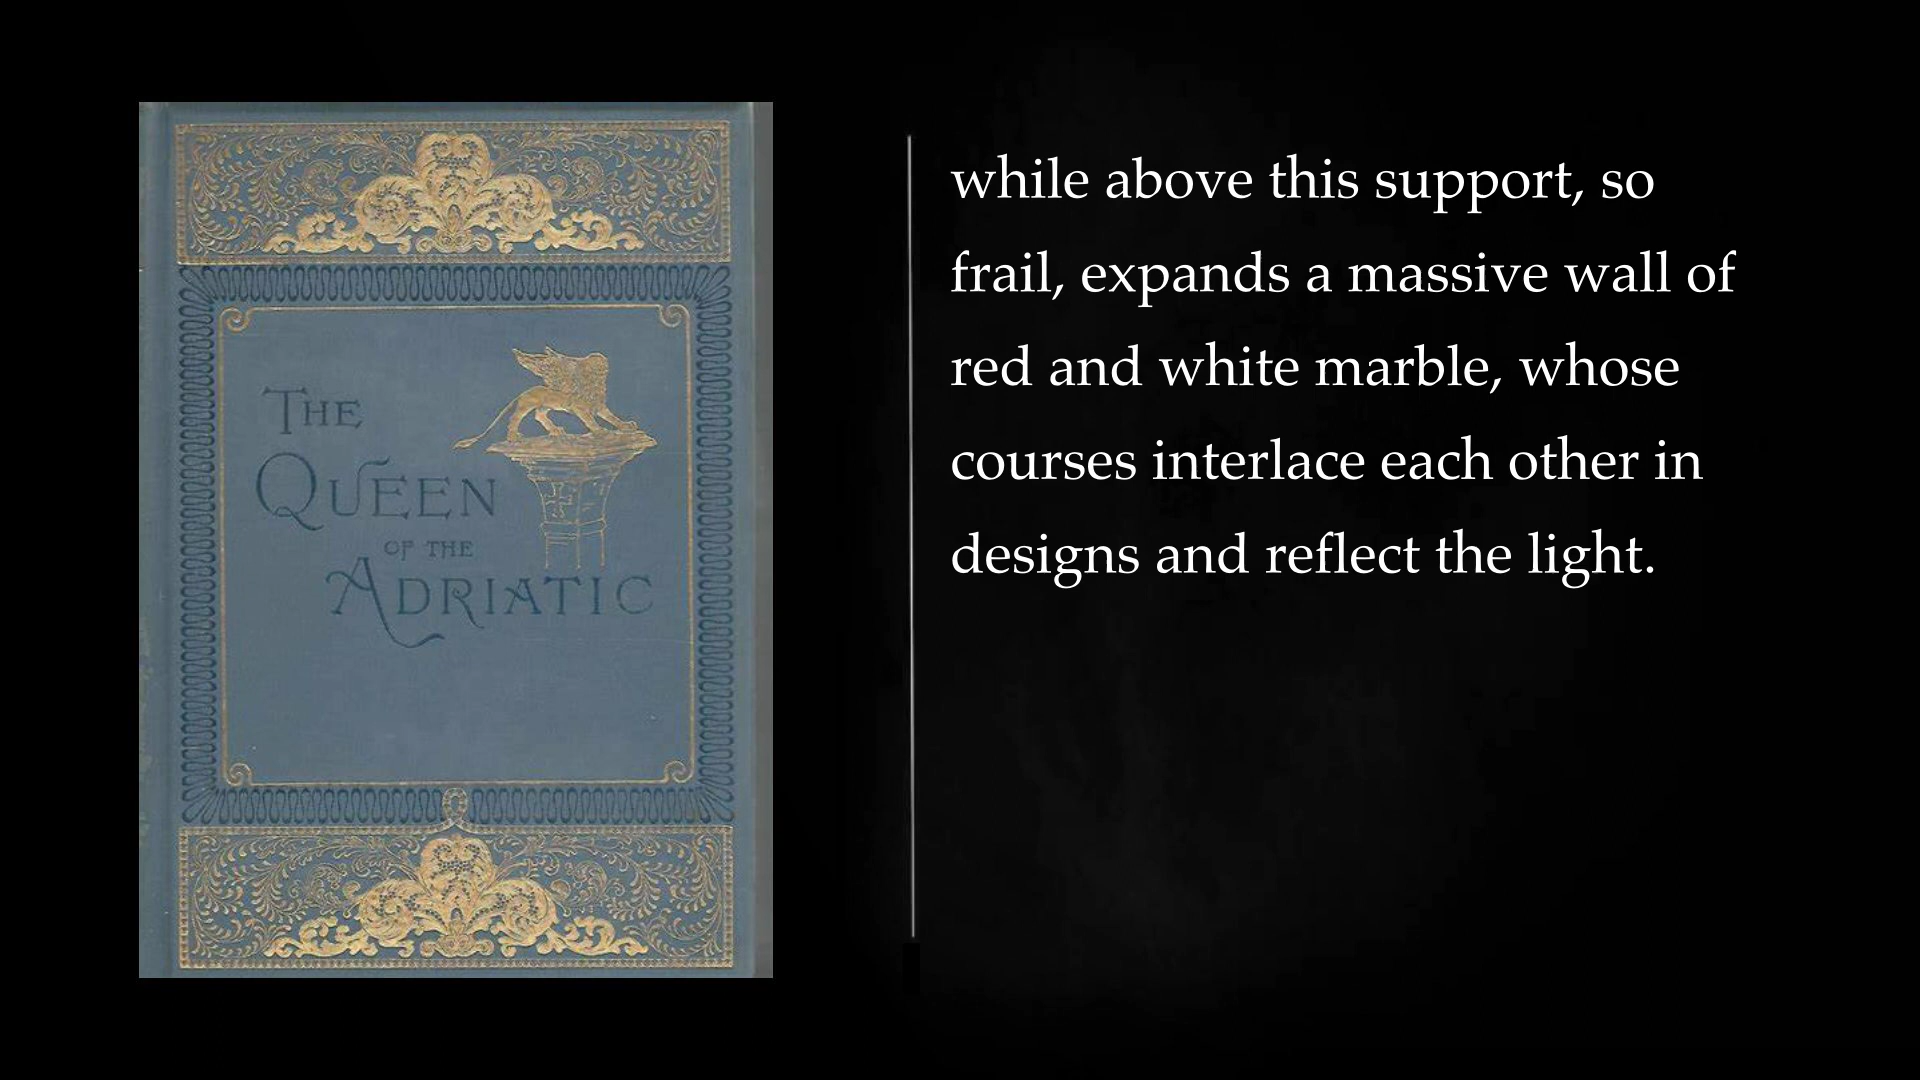 THE
QUEEN
OF THE
ADRIATIC
while above this support, so
frail, expands a massive wall of
red and white marble, whose
courses interlace each other in
designs and reflect the light.